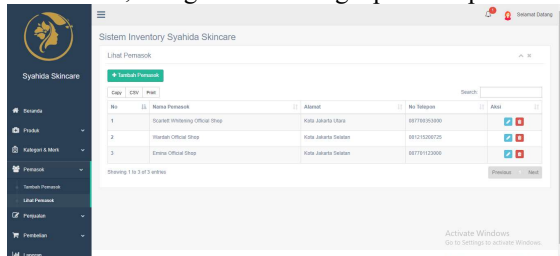 Selamat Datang
Sistem Inventory Syahida Skincare
Syahida Skincare
Beranda
Produk
Kategori & Merk
Pemasok
Tambah Pemasok
Lihat Pemasok
Penjualan
Pembelian
Laporan
Lihat Pemasok
+ Tambah Pemasok
Copy CSV Print
Search:
No Nama Pemasok Alamat No Telepon Aksi
1 Scarlett Whitening Official Shop Kota Jakarta Utara 087700353000
2 Wardah Official Shop Kota Jakarta Selatan 081215200725
3 Emina Official Shop Kota Jakarta Selatan 087701123000
Showing 1 to 3 of 3 entries
Previous Next
Activate Windows
Go to Settings to activate Windows.